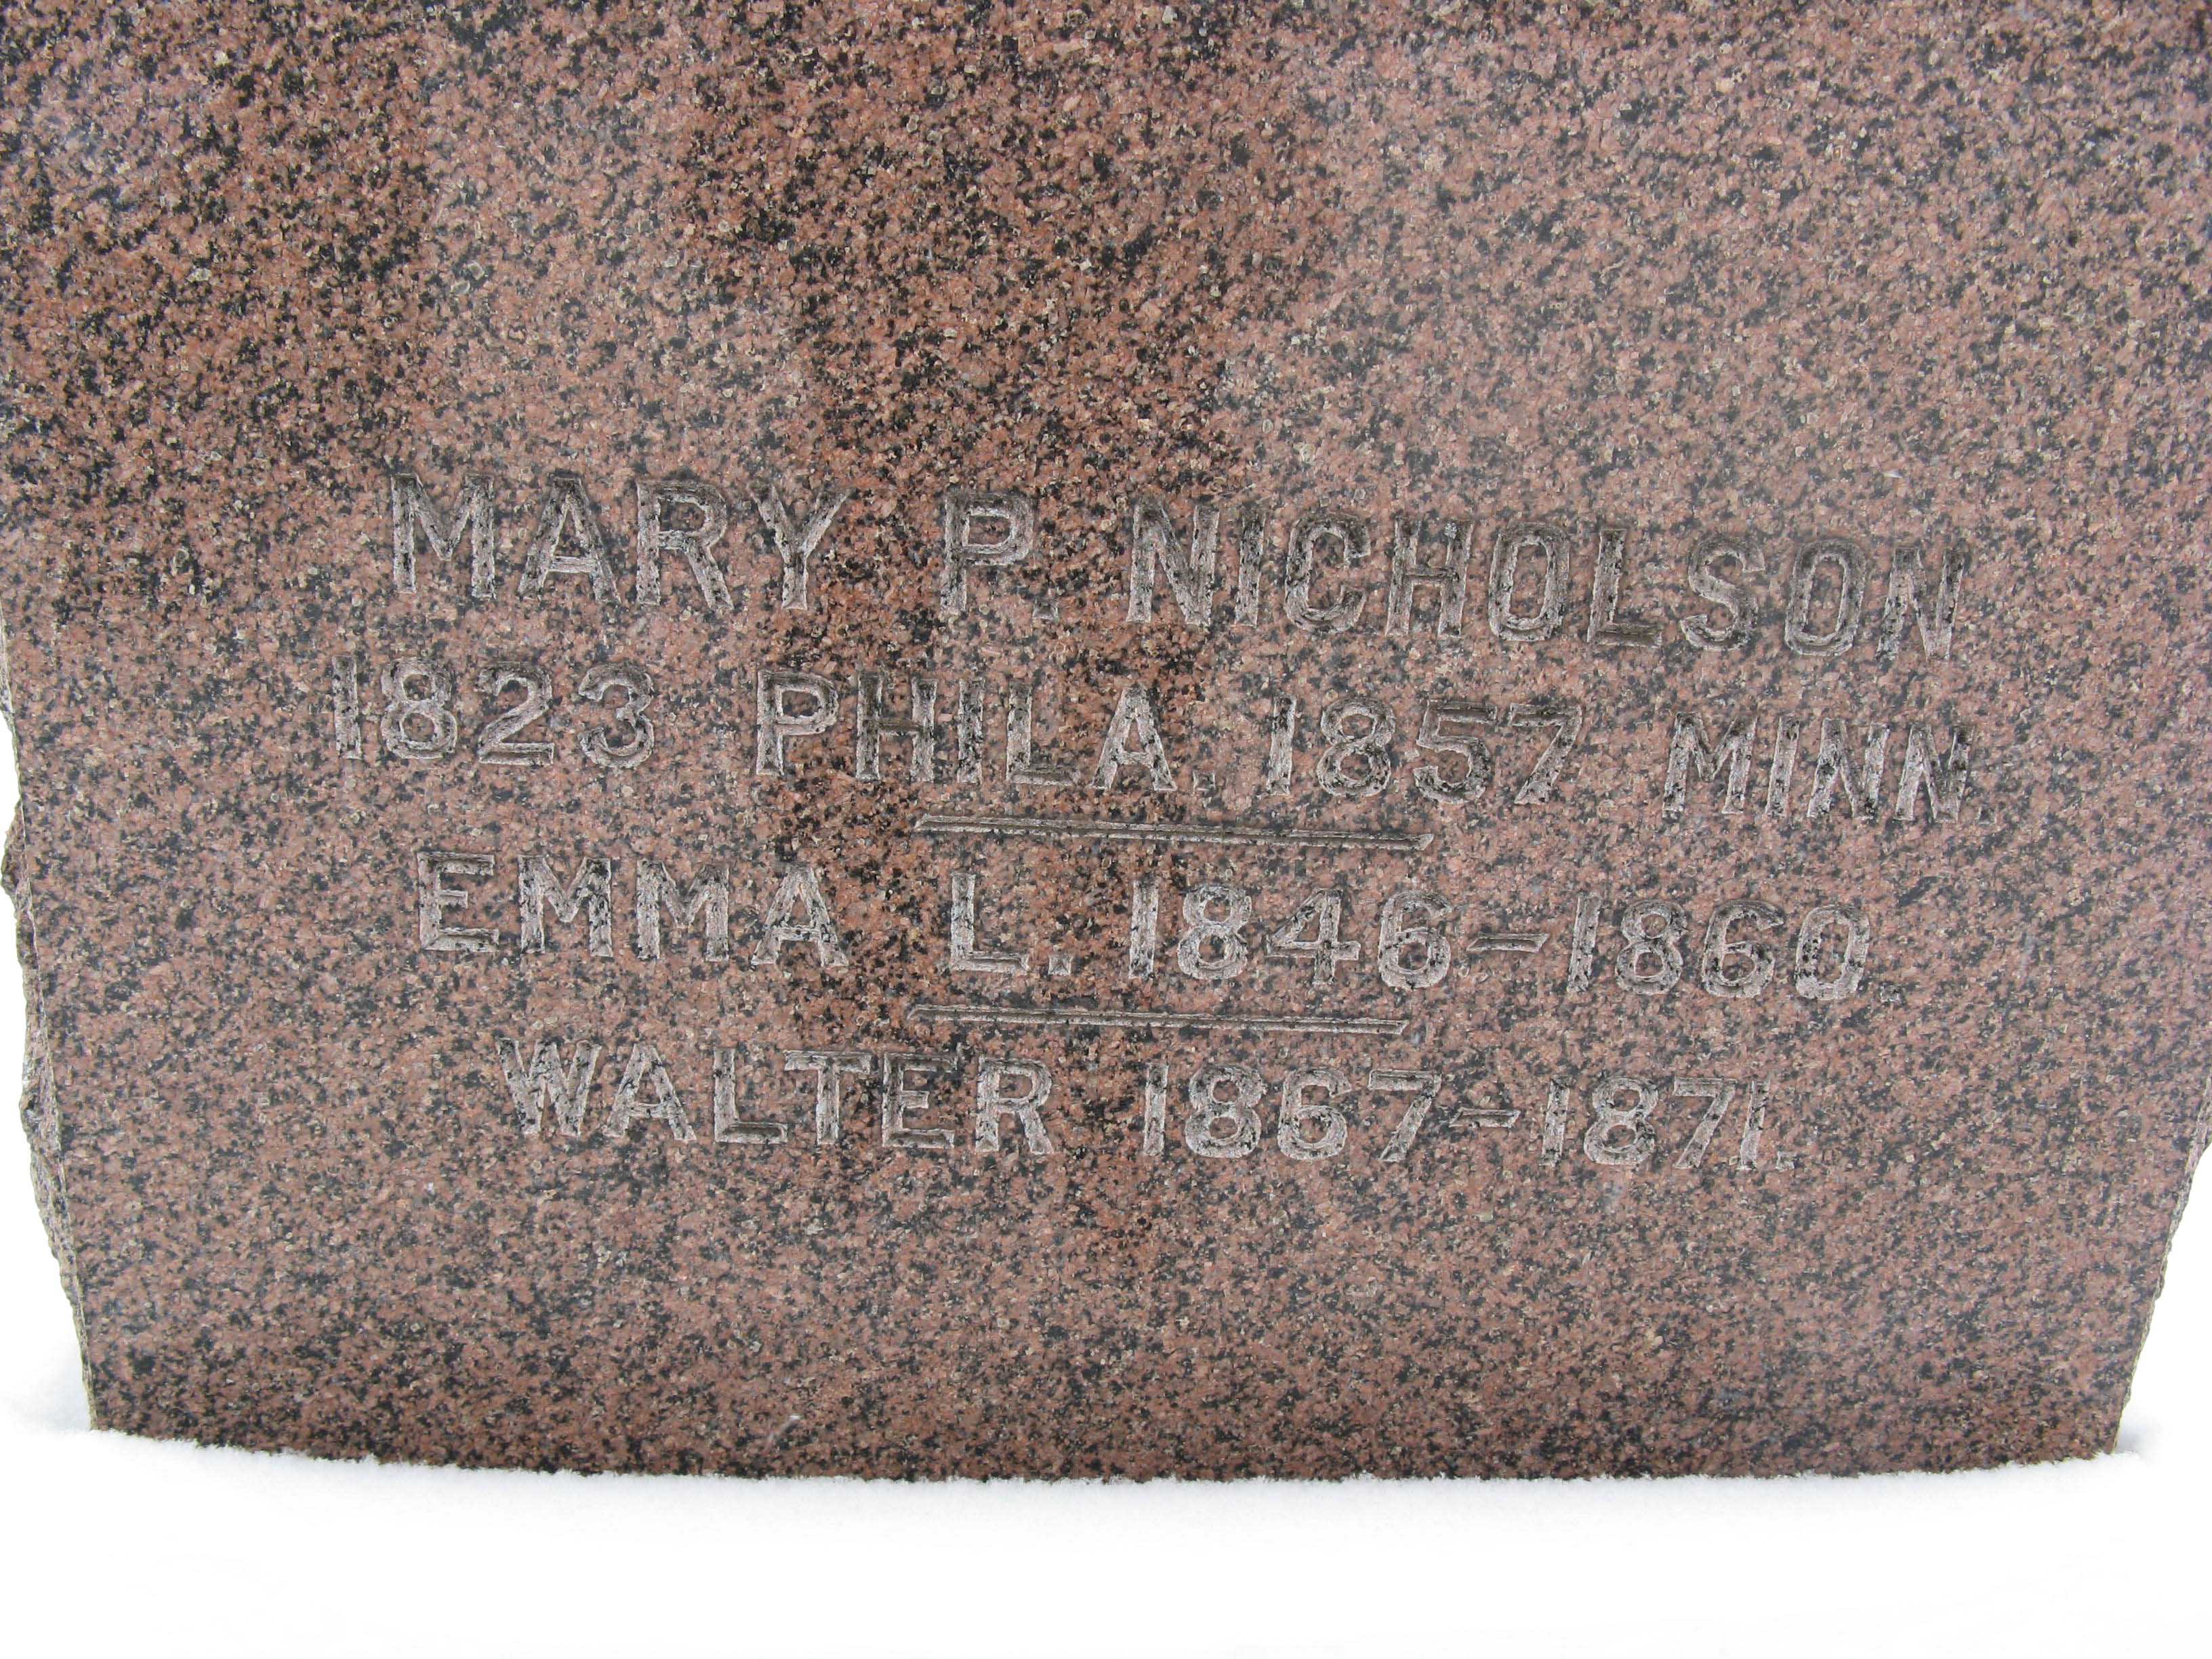 MARY P. NICHOLSON
1823 PHILA. 1857 MINN.
EMMA L. 1846-1860.
WALTER 1867-1871.